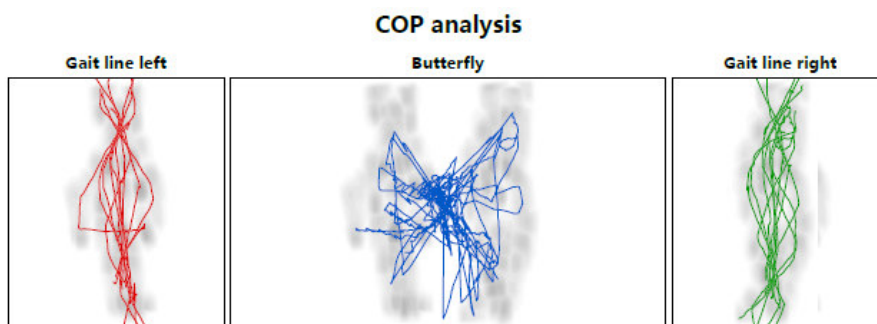 COP analysis
Gait line left
Butterfly
Gait line right